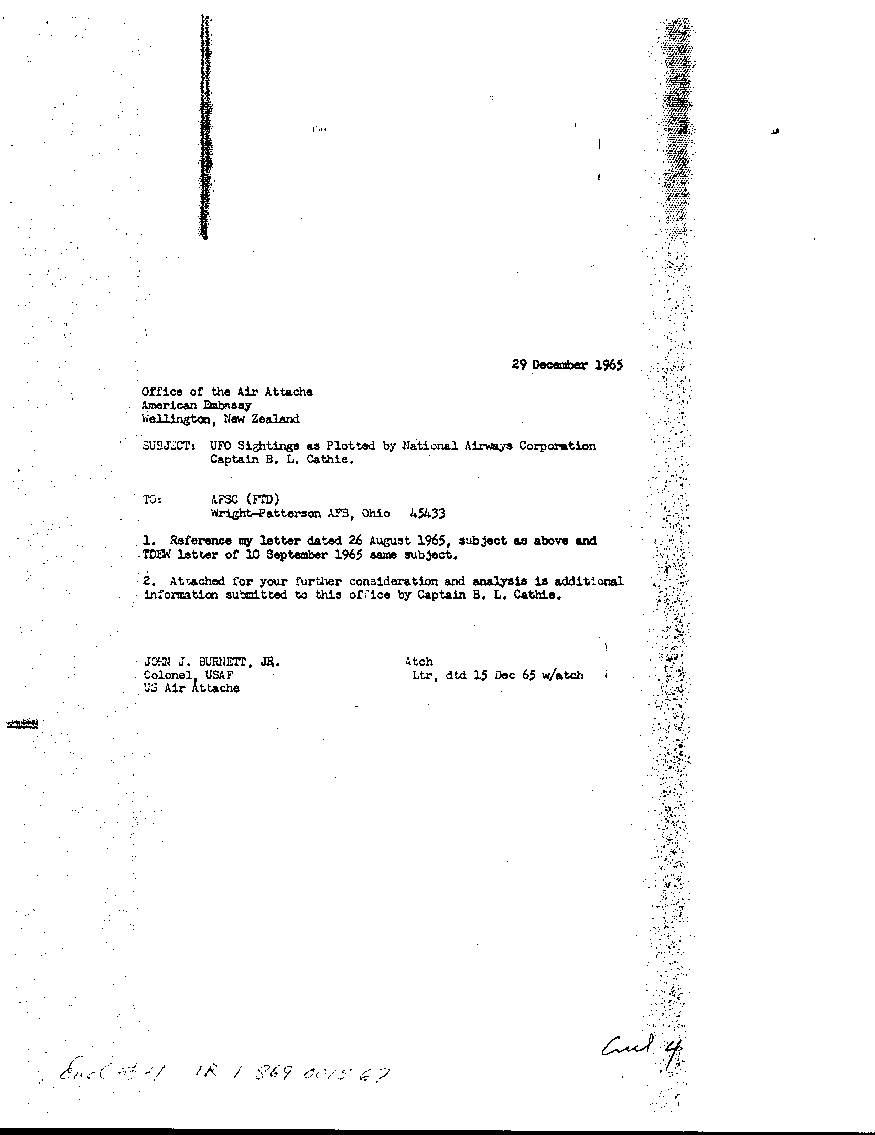 29 December 1965
Office of the Air Attache
American Embassy
Wellington, New Zealand
SUBJECT: UFO Sightings as Plotted by National Airways Corporation
Captain B. L. Cathie.
TO: AFSC (FTD)
Wright-Patterson AFB, Ohio 45433
1. Reference my letter dated 26 August 1965, subject as above and
TDEW letter of 10 September 1965 same subject.
2. Attached for your further consideration and analysis is additional
information submitted to this office by Captain B. L. Cathie.
JOHN J. BURNETT, JR. Atch
Colonel, USAF Ltr, dtd 15 Dec 65 w/atch
US Air Attache
Encl 4
Encl # 4 IR 1 869 0015 67